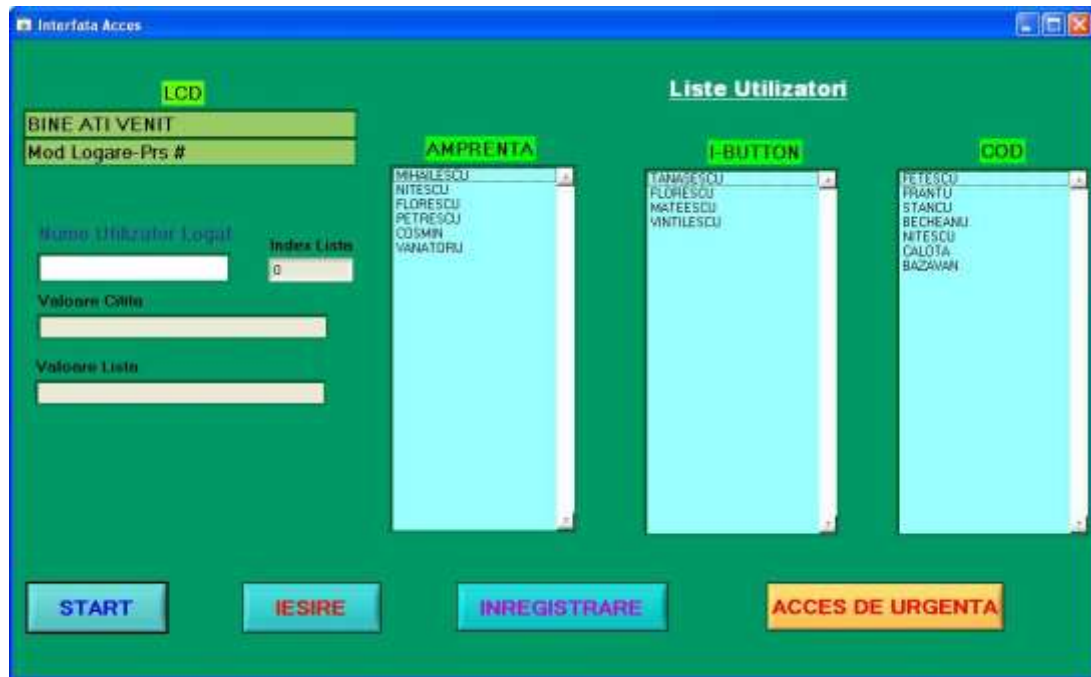 Interfata Acces
LCD
BINE ATI VENIT
Mod Logare-Prs #
Nume Utilizator Logat
Index Lista
0
Valoare Citita
Valoare Lista
Liste Utilizatori
AMPRENTA
MIHAILESCU
NITESCU
FLORESCU
PETRESCU
COSMIN
VANATORU
I-BUTTON
TANASESCU
FLORESCU
MATEESCU
VINTILESCU
COD
PETESCU
PRANTU
STANCU
BECHEANU
NITESCU
CALOTA
BAZAVAN
START
IESIRE
INREGISTRARE
ACCES DE URGENTA